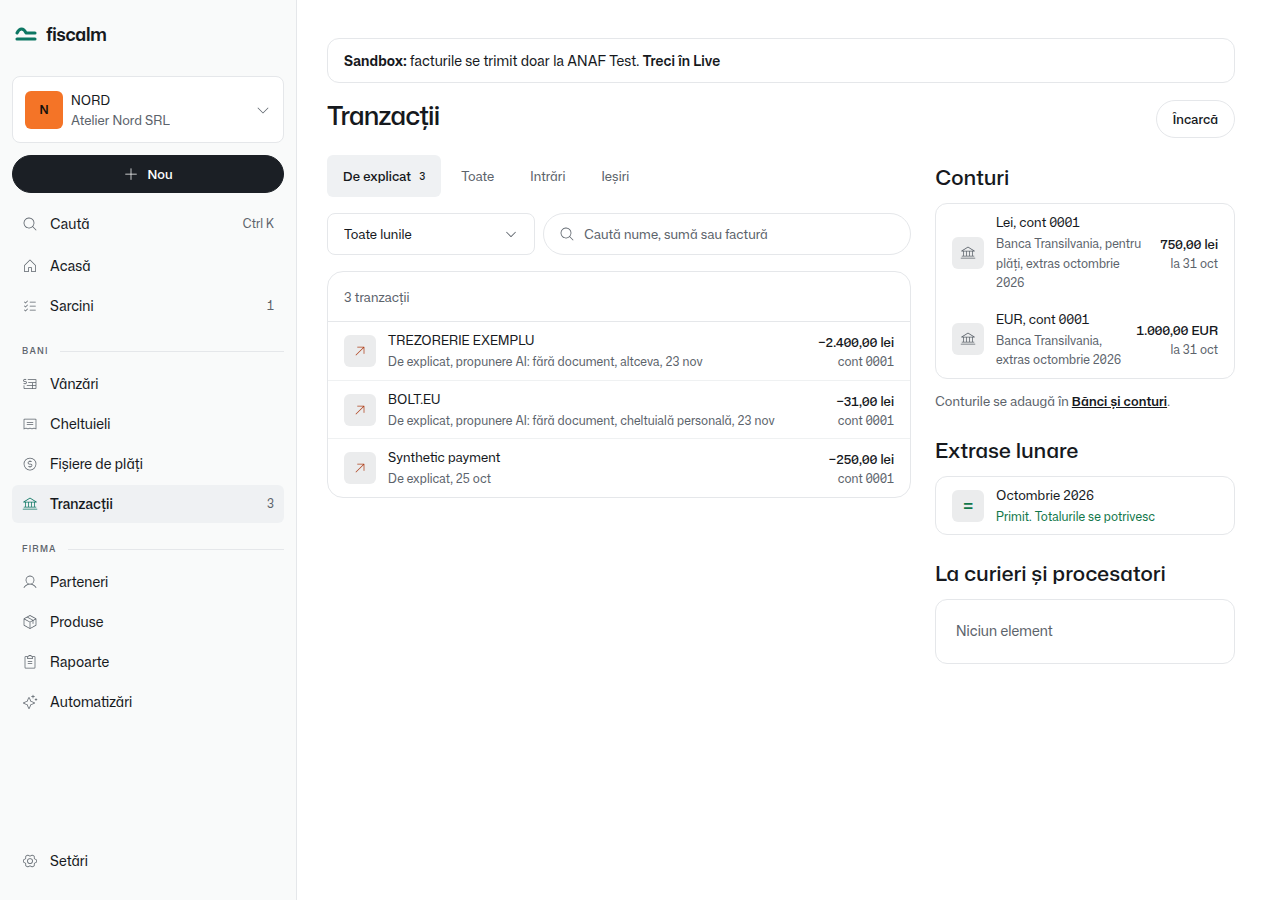 fiscalm
N
NORD
Atelier Nord SRL
Nou
Caută
Ctrl K
Acasă
Sarcini
1
BANI
Vânzări
Cheltuieli
Fișiere de plăți
Tranzacții
3
FIRMA
Parteneri
Produse
Rapoarte
Automatizări
Setări
Sandbox: facturile se trimit doar la ANAF Test. Treci în Live
Tranzacții
Încarcă
De explicat 3
Toate
Intrări
Ieșiri
Toate lunile
Caută nume, sumă sau factură
3 tranzacții
TREZORERIE EXEMPLU
−2.400,00 lei
De explicat, propunere AI: fără document, altceva, 23 nov
cont 0001
BOLT.EU
−31,00 lei
De explicat, propunere AI: fără document, cheltuială personală, 23 nov
cont 0001
Synthetic payment
−250,00 lei
De explicat, 25 oct
cont 0001
Conturi
Lei, cont 0001
Banca Transilvania, pentru
plăți, extras octombrie
2026
750,00 lei
la 31 oct
EUR, cont 0001
Banca Transilvania,
extras octombrie 2026
1.000,00 EUR
la 31 oct
Conturile se adaugă în Bănci și conturi.
Extrase lunare
Octombrie 2026
Primit. Totalurile se potrivesc
La curieri și procesatori
Niciun element